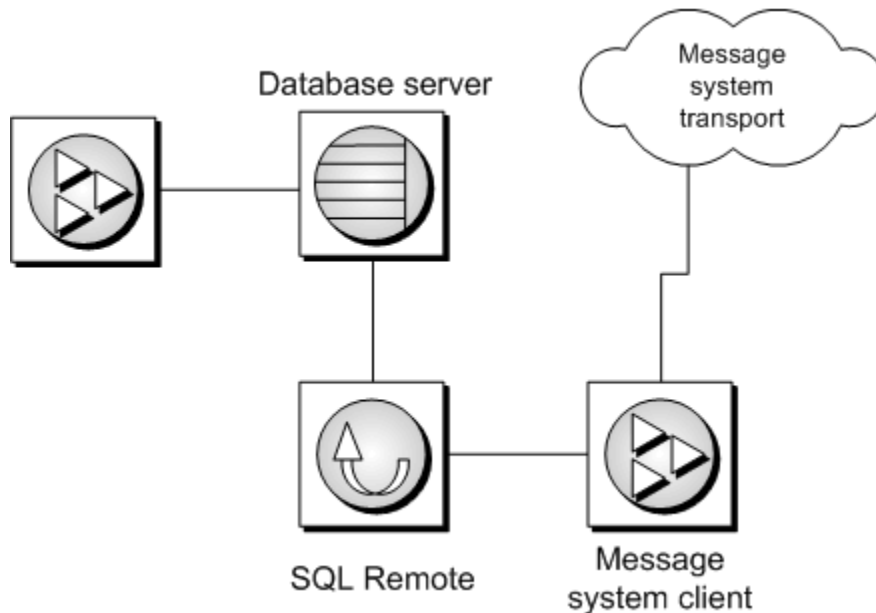 Message
system
transport
Database server
SQL Remote
Message
system client